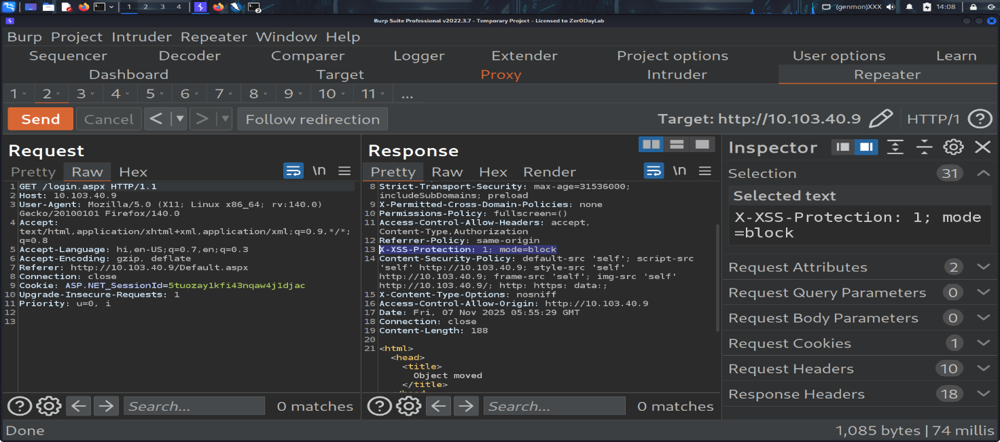 1 2 3 4 (genmon)XXX 14:08
Burp Suite Professional v2022.3.7 - Temporary Project - Licensed to ZerODayLab
Burp Project Intruder Repeater Window Help
Sequencer Decoder Comparer Logger Extender Project options User options Learn
Dashboard Target Proxy Intruder Repeater
1 × 2 × 3 × 4 × 5 × 6 × 7 × 8 × 9 × 10 × 11 × ...
Send Cancel < > Follow redirection Target: http://10.103.40.9 HTTP/1 ?
Request
Pretty Raw Hex \n
1 GET /login.aspx HTTP/1.1
2 Host: 10.103.40.9
3 User-Agent: Mozilla/5.0 (X11; Linux x86_64; rv:140.0)
Gecko/20100101 Firefox/140.0
4 Accept:
text/html,application/xhtml+xml,application/xml;q=0.9,*/*;
q=0.8
5 Accept-Language: hi,en-US;q=0.7,en;q=0.3
6 Accept-Encoding: gzip, deflate
7 Referer: http://10.103.40.9/Default.aspx
8 Connection: close
9 Cookie: ASP.NET_SessionId=5tuozay1kfi43nqaw4j1djac
10 Upgrade-Insecure-Requests: 1
11 Priority: u=0, i
12
13
? Search... 0 matches
Response
Pretty Raw Hex Render \n
8 Strict-Transport-Security: max-age=31536000;
includeSubDomains; preload
9 X-Permitted-Cross-Domain-Policies: none
10 Permissions-Policy: fullscreen=()
11 Access-Control-Allow-Headers: accept,
Content-Type,Authorization
12 Referrer-Policy: same-origin
13 X-XSS-Protection: 1; mode=block
14 Content-Security-Policy: default-src 'self'; script-src
'self' http://10.103.40.9; style-src 'self'
http://10.103.40.9; frame-src 'self'; img-src 'self'
http://10.103.40.9/; http: https: data:;
15 X-Content-Type-Options: nosniff
16 Access-Control-Allow-Origin: http://10.103.40.9
17 Date: Fri, 07 Nov 2025 05:55:29 GMT
18 Connection: close
19 Content-Length: 188
20
21 <html>
<head>
<title>
Object moved
</title>
? Search... 0 matches
Inspector
Selection 31
Selected text
X-XSS-Protection: 1; mode
=block
Request Attributes 2
Request Query Parameters 0
Request Body Parameters 0
Request Cookies 1
Request Headers 10
Response Headers 18
Done 1,085 bytes | 74 millis